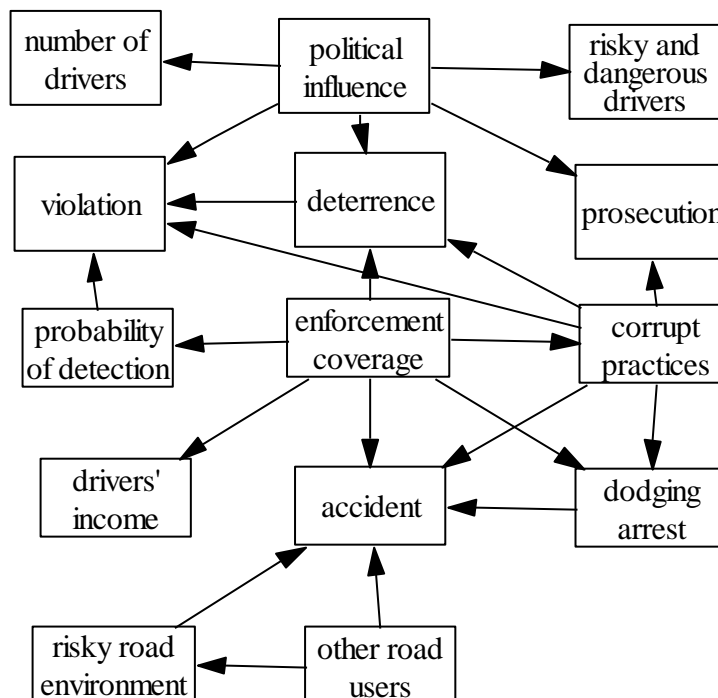 number of
drivers
political
influence
risky and
dangerous
drivers
violation
deterrence
prosecution
probability
of detection
enforcement
coverage
corrupt
practices
drivers'
income
accident
dodging
arrest
risky road
environment
other road
users